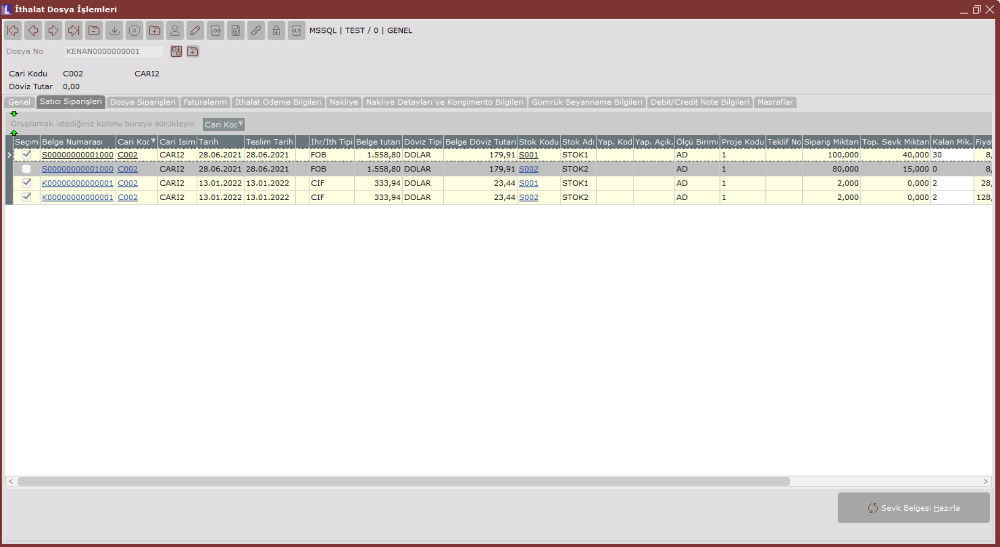 İthalat Dosya İşlemleri
LOG XLS MSSQL | TEST / 0 | GENEL
Dosya No KENAN0000000001
Cari Kodu C002 CARI2
Döviz Tutar 0,00
Genel Satıcı Siparişleri Dosya Siparişleri Faturalarım İthalat Ödeme Bilgileri Nakliye Nakliye Detayları ve Konşimento Bilgileri Gümrük Beyanname Bilgileri Debit/Credit Note Bilgileri Masraflar
Gruplamak istediğiniz kolonu buraya sürükleyin Cari Koc
Seçim Belge Numarası Cari Koc Cari İsim Tarih Teslim Tarih İhr/İth Tipi Belge tutarı Döviz Tipi Belge Döviz Tutarı Stok Kodu Stok Adı Yap. Kod Yap. Açık. Ölçü Birimi Proje Kodu Teklif No Sipariş Miktarı Top. Sevk Miktarı Kalan Mik. Fiya
S00000000001000 C002 CARI2 28.06.2021 28.06.2021 FOB 1.558,80 DOLAR 179,91 S001 STOK1 AD 1 100,000 40,000 30 8,
S00000000001000 C002 CARI2 28.06.2021 28.06.2021 FOB 1.558,80 DOLAR 179,91 S002 STOK2 AD 1 80,000 15,000 0 8,
K00000000000001 C002 CARI2 13.01.2022 13.01.2022 CIF 333,94 DOLAR 23,44 S001 STOK1 AD 1 2,000 0,000 2 28,
K00000000000001 C002 CARI2 13.01.2022 13.01.2022 CIF 333,94 DOLAR 23,44 S002 STOK2 AD 1 2,000 0,000 2 128,
Sevk Belgesi Hazırla